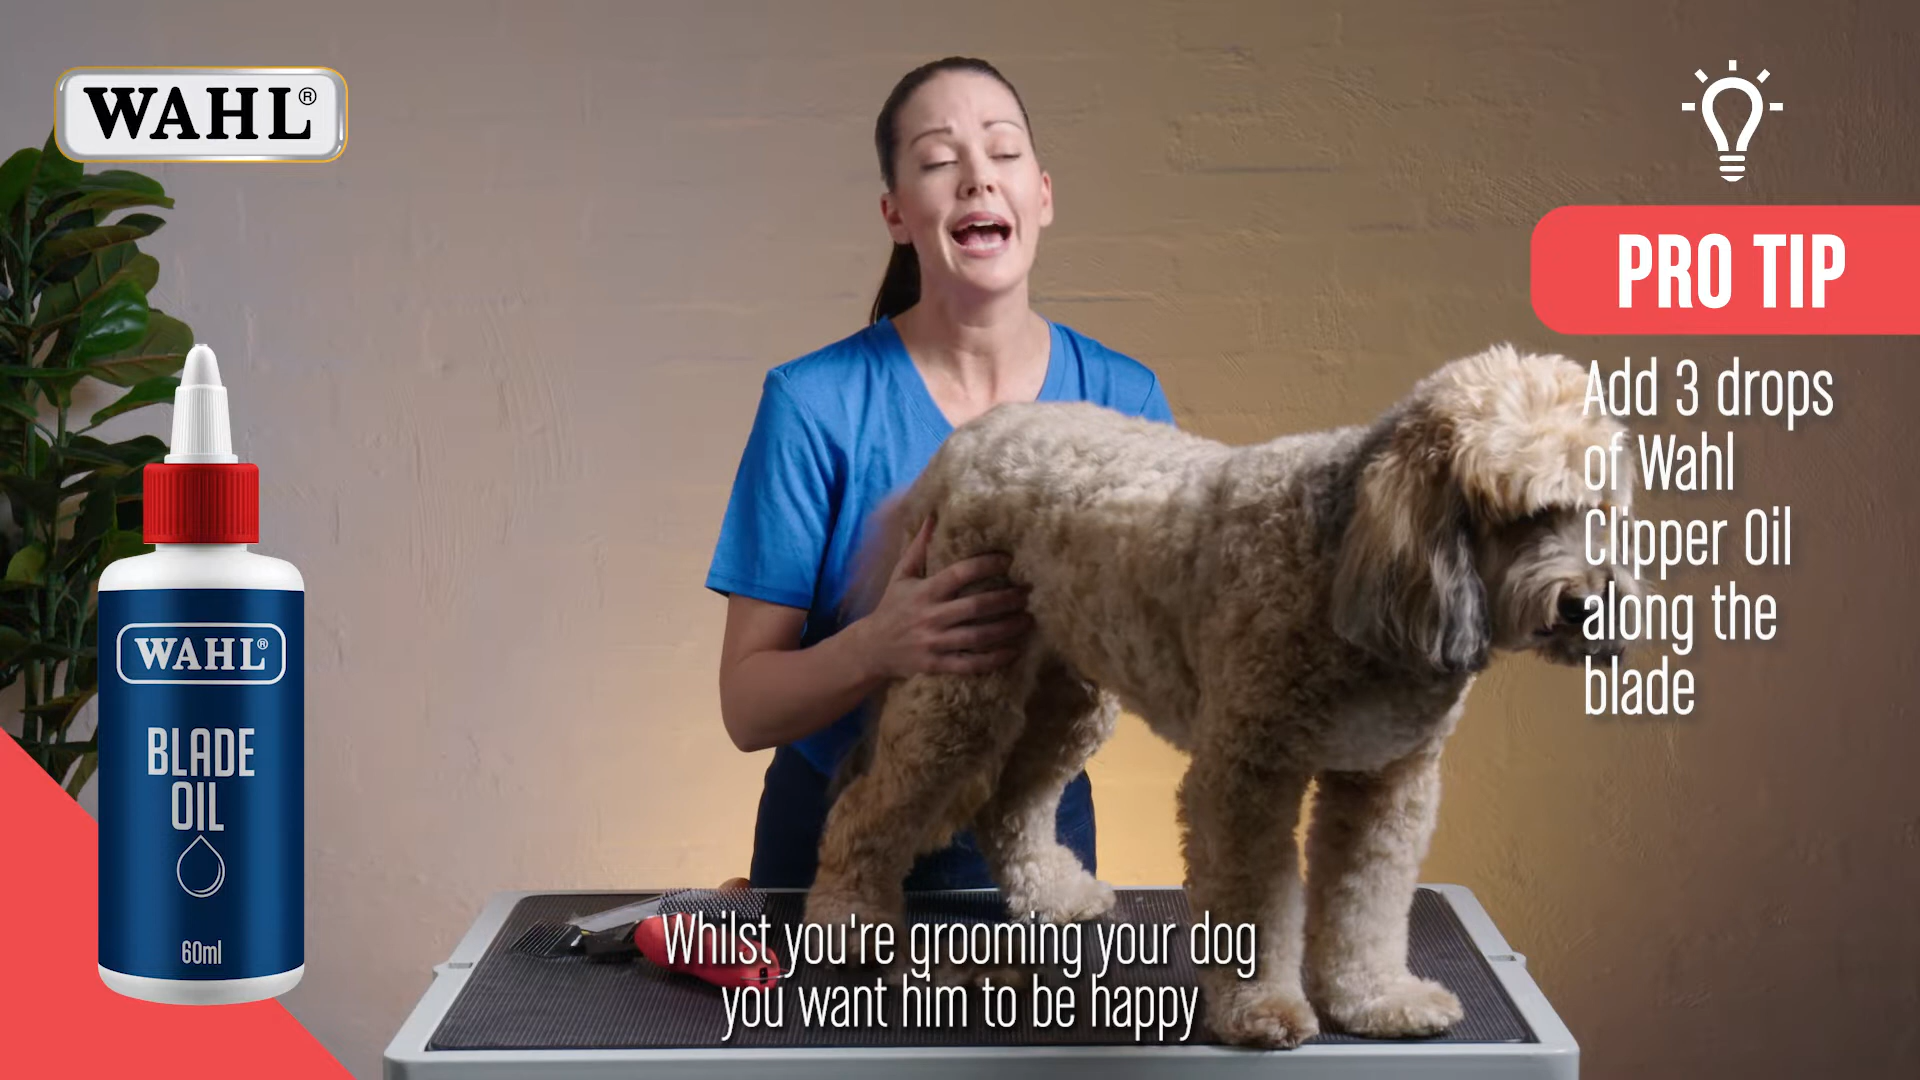 WAHL®
PRO TIP
Add 3 drops
of Wahl
Clipper Oil
along the
blade
WAHL®
BLADE
OIL
60ml
Whilst you're grooming your dog
you want him to be happy